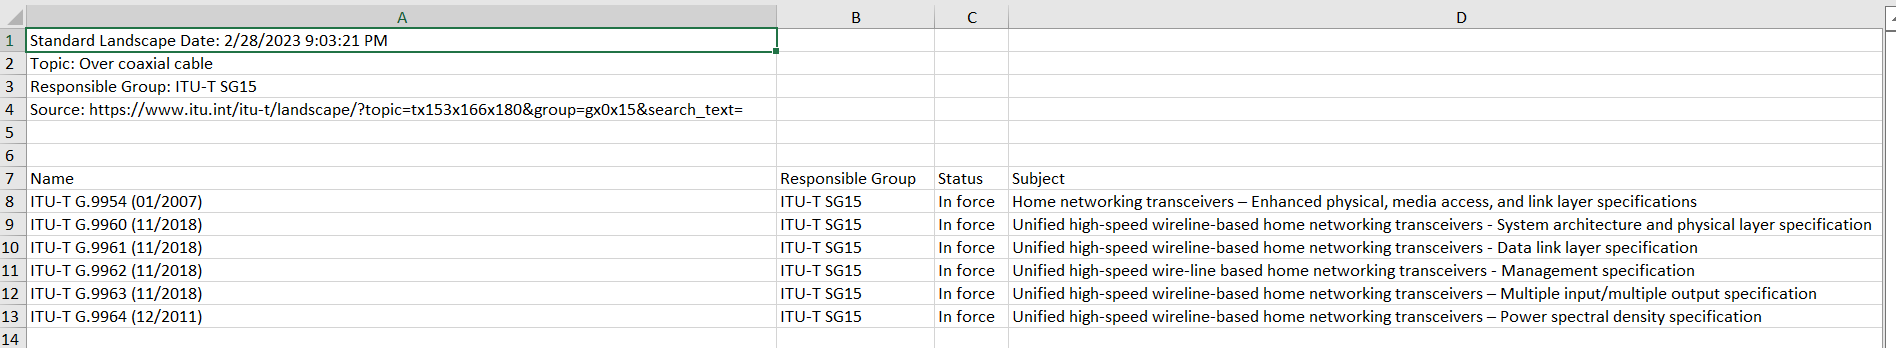 A B C D
1 Standard Landscape Date: 2/28/2023 9:03:21 PM
2 Topic: Over coaxial cable
3 Responsible Group: ITU-T SG15
4 Source: https://www.itu.int/itu-t/landscape/?topic=tx153x166x180&group=gx0x15&search_text=
5
6
7 Name Responsible Group Status Subject
8 ITU-T G.9954 (01/2007) ITU-T SG15 In force Home networking transceivers – Enhanced physical, media access, and link layer specifications
9 ITU-T G.9960 (11/2018) ITU-T SG15 In force Unified high-speed wireline-based home networking transceivers - System architecture and physical layer specification
10 ITU-T G.9961 (11/2018) ITU-T SG15 In force Unified high-speed wireline-based home networking transceivers - Data link layer specification
11 ITU-T G.9962 (11/2018) ITU-T SG15 In force Unified high-speed wire-line based home networking transceivers - Management specification
12 ITU-T G.9963 (11/2018) ITU-T SG15 In force Unified high-speed wireline-based home networking transceivers – Multiple input/multiple output specification
13 ITU-T G.9964 (12/2011) ITU-T SG15 In force Unified high-speed wireline-based home networking transceivers – Power spectral density specification
14